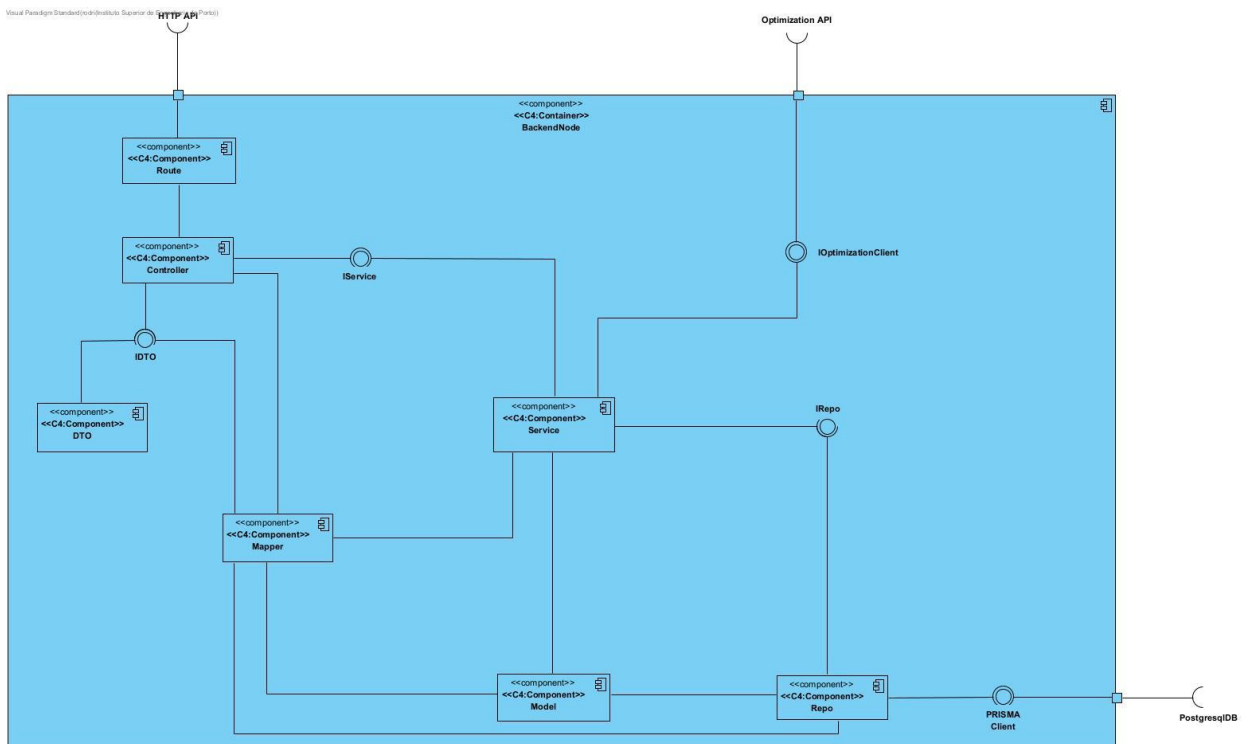 HTTP API
Optimization API
<<component>>
<<C4:Container>>
BackendNode
<<component>>
<<C4:Component>>
Route
<<component>>
<<C4:Component>>
Controller
IService
IOptimizationClient
IDTO
<<component>>
<<C4:Component>>
DTO
<<component>>
<<C4:Component>>
Service
IRepo
<<component>>
<<C4:Component>>
Mapper
<<component>>
<<C4:Component>>
Model
<<component>>
<<C4:Component>>
Repo
PRISMA
Client
PostgresqlDB
Visual Paradigm Standard(rodri(Instituto Superior de
Porto))